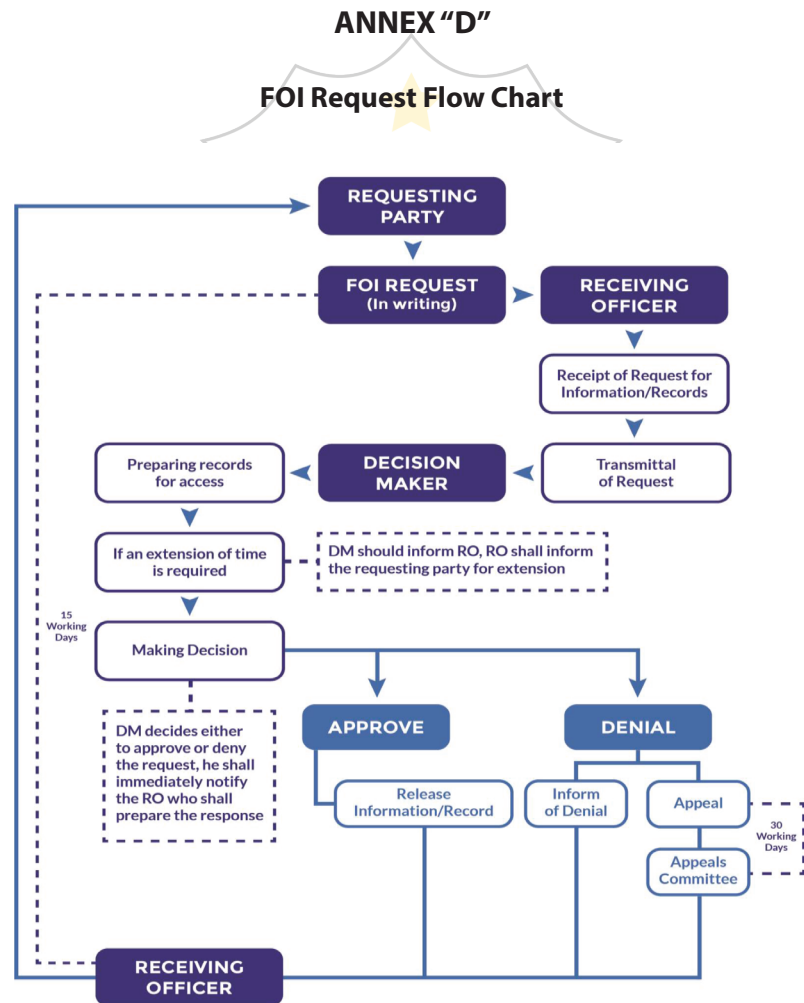 ANNEX “D”
FOI Request Flow Chart
REQUESTING
PARTY
FOI REQUEST
(In writing)
RECEIVING
OFFICER
Receipt of Request for
Information/Records
Transmittal
of Request
DECISION
MAKER
Preparing records
for access
If an extension of time
is required
DM should inform RO, RO shall inform
the requesting party for extension
15
Working
Days
Making Decision
DM decides either
to approve or deny
the request, he shall
immediately notify
the RO who shall
prepare the response
APPROVE
DENIAL
Release
Information/Record
Inform
of Denial
Appeal
30
Working
Days
Appeals
Committee
RECEIVING
OFFICER